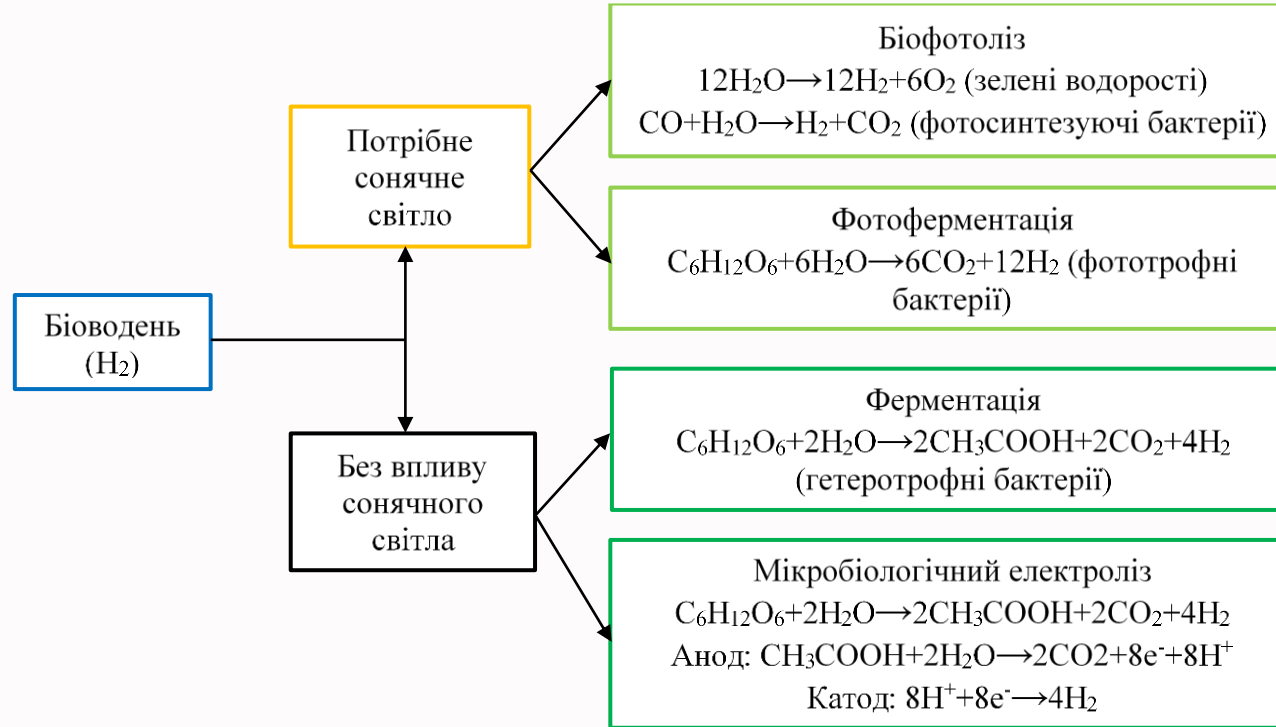 Біоводень
(H₂)
Потрібне
сонячне
світло
Без впливу
сонячного
світла
Біофотоліз
12H₂O→12H₂+6O₂ (зелені водорості)
CO+H₂O→H₂+CO₂ (фотосинтезуючі бактерії)
Фотоферментація
C₆H₁₂O₆+6H₂O→6CO₂+12H₂ (фототрофні
бактерії)
Ферментація
C₆H₁₂O₆+2H₂O→2CH₃COOH+2CO₂+4H₂
(гетеротрофні бактерії)
Мікробіологічний електроліз
C₆H₁₂O₆+2H₂O→2CH₃COOH+2CO₂+4H₂
Анод: CH₃COOH+2H₂O→2CO2+8e⁻+8H⁺
Катод: 8H⁺+8e⁻→4H₂